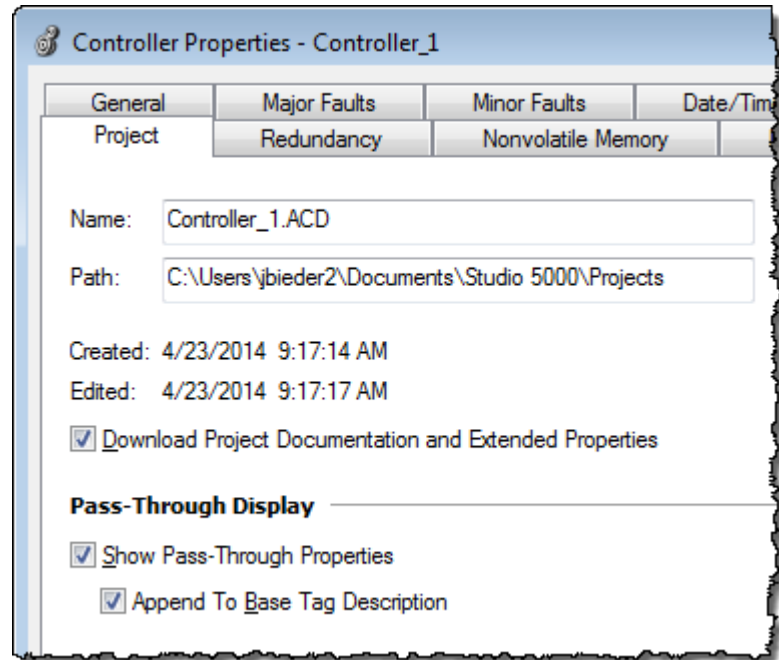 Controller Properties - Controller_1
General Major Faults Minor Faults Date/Tim
Project Redundancy Nonvolatile Memory
Name: Controller_1.ACD
Path: C:\Users\jbieder2\Documents\Studio 5000\Projects
Created: 4/23/2014 9:17:14 AM
Edited: 4/23/2014 9:17:17 AM
Download Project Documentation and Extended Properties
Pass-Through Display
Show Pass-Through Properties
Append To Base Tag Description